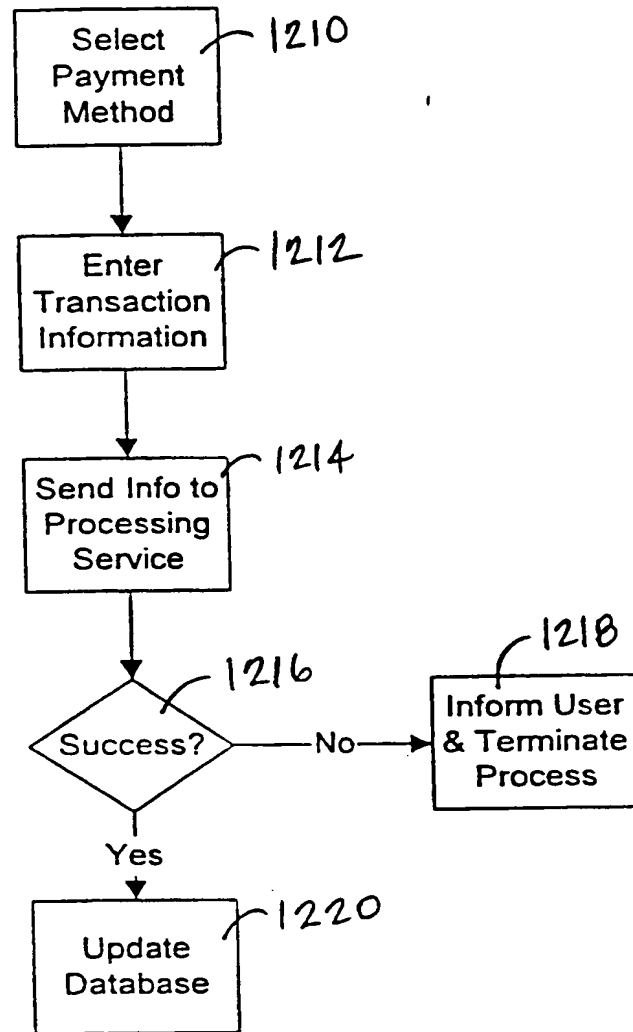 Select
Payment
Method
1210
Enter
Transaction
Information
1212
Send Info to
Processing
Service
1214
Success?
1216
No
Inform User
& Terminate
Process
1218
Yes
Update
Database
1220